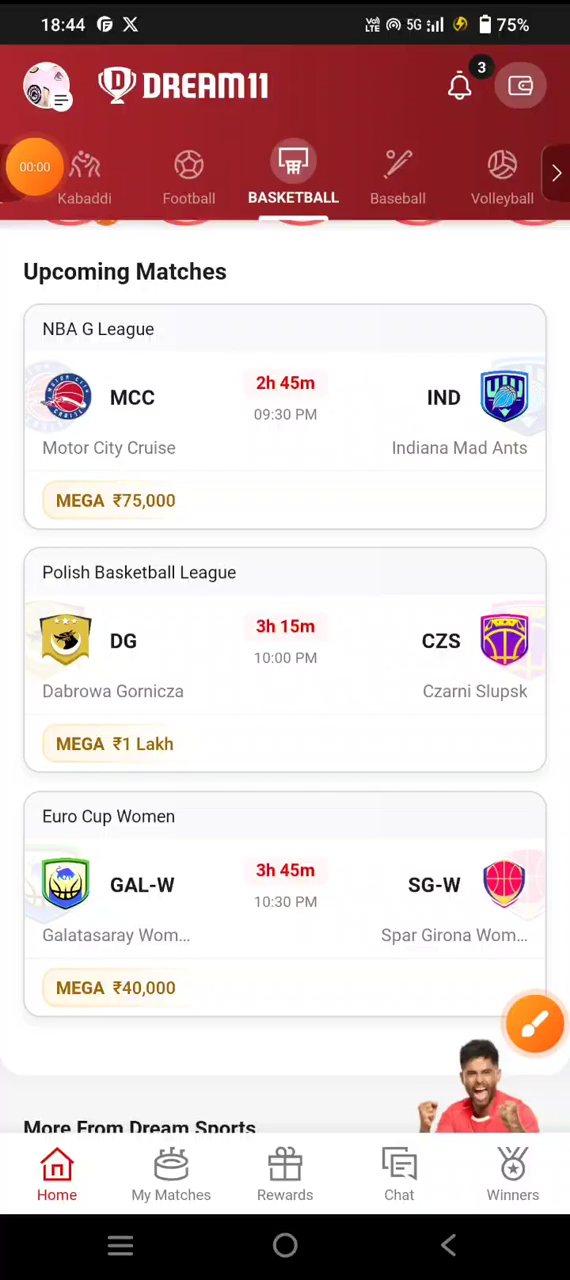 18:44
Vo) LTE 5G 75%
DREAM11
3
00:00
Kabaddi
Football
BASKETBALL
Baseball
Volleyball
Upcoming Matches
NBA G League
MCC
2h 45m
IND
09:30 PM
Motor City Cruise
Indiana Mad Ants
MEGA ₹75,000
Polish Basketball League
DG
3h 15m
CZS
10:00 PM
Dabrowa Gornicza
Czarni Slupsk
MEGA ₹1 Lakh
Euro Cup Women
GAL-W
3h 45m
SG-W
10:30 PM
Galatasaray Wom...
Spar Girona Wom...
MEGA ₹40,000
More From Dream Sports
Home
My Matches
Rewards
Chat
Winners